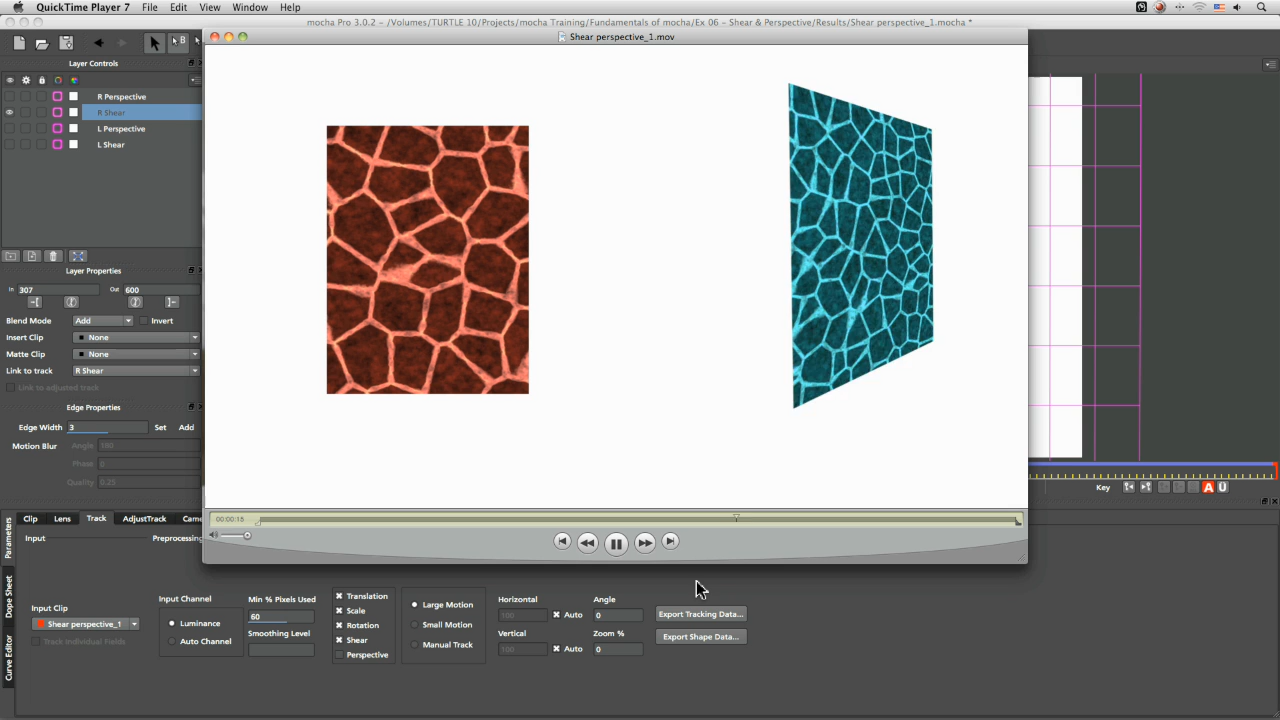 QuickTime Player 7 File Edit View Window Help
mocha Pro 3.0.2 - /Volumes/TURTLE 10/Projects/mocha Training/Fundamentals of mocha/Ex 06 - Shear & Perspective/Results/Shear perspective_1.mocha *
Shear perspective_1.mov
Layer Controls
R Perspective
R Shear
L Perspective
L Shear
Layer Properties
In 307 Out 600
Blend Mode Add Invert
Insert Clip None
Matte Clip None
Link to track R Shear
Link to adjusted track
Edge Properties
Edge Width 3 Set Add
Motion Blur Angle 180
Phase 0
Quality 0.25
Key A U
00:00:18
Parameters
Dope Sheet
Curve Editor
Clip Lens Track AdjustTrack Came
Input Preprocessing
Input Clip
Shear perspective_1
Track Individual Fields
Input Channel
Luminance
Auto Channel
Min % Pixels Used
60
Smoothing Level
Translation
Scale
Rotation
Shear
Perspective
Large Motion
Small Motion
Manual Track
Horizontal Angle
100 Auto 0
Vertical Zoom %
100 Auto 0
Export Tracking Data...
Export Shape Data...